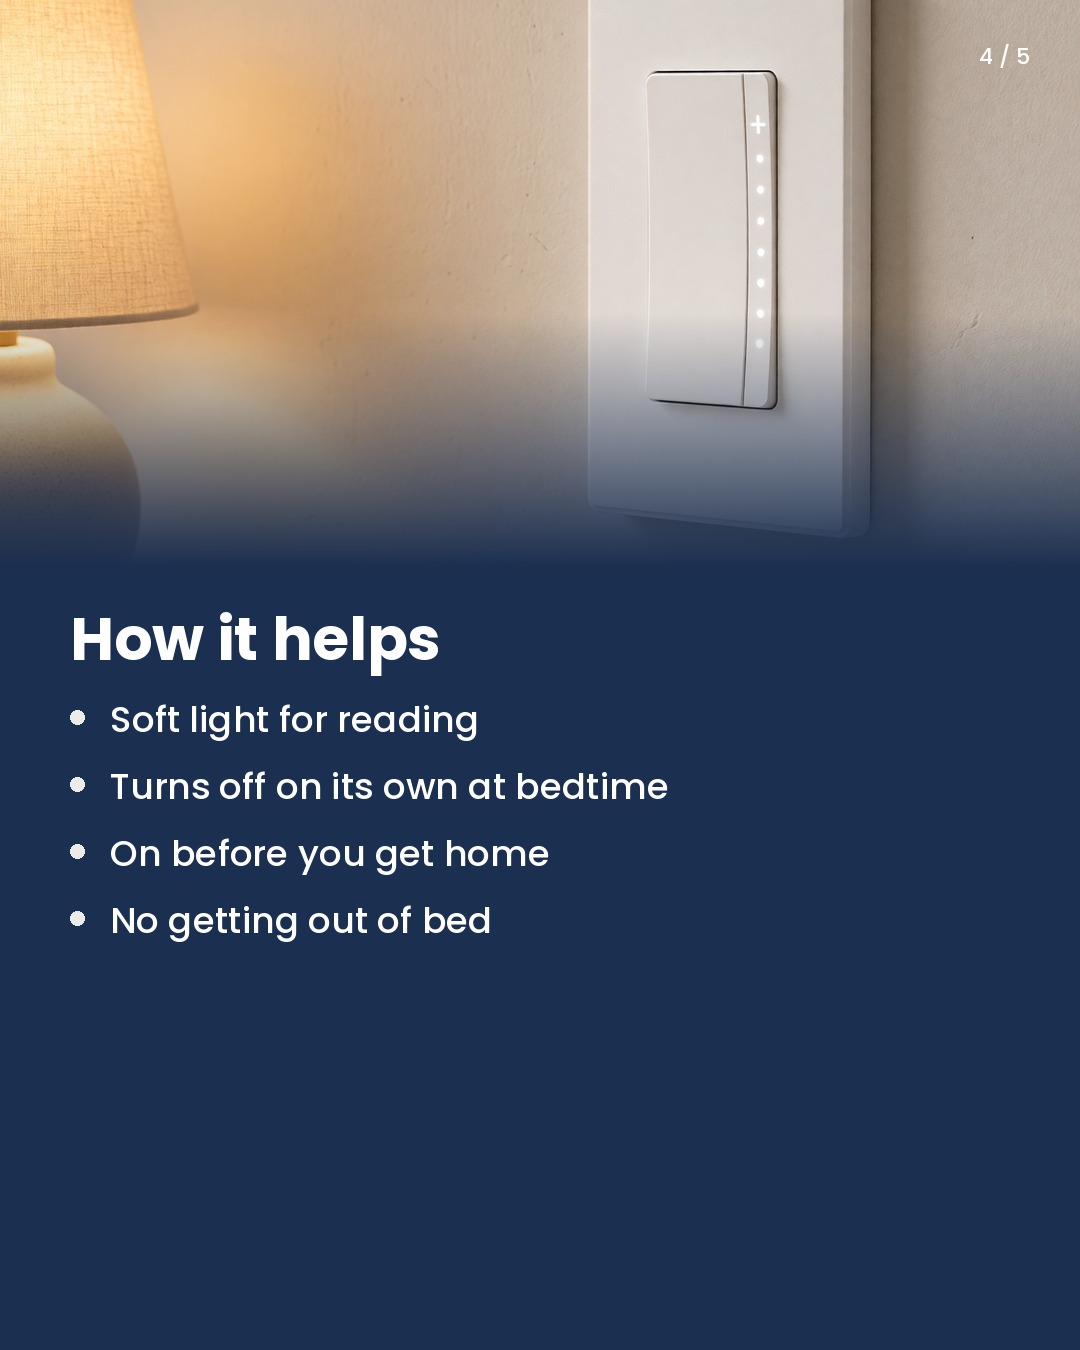 4 / 5
How it helps
Soft light for reading
Turns off on its own at bedtime
On before you get home
No getting out of bed